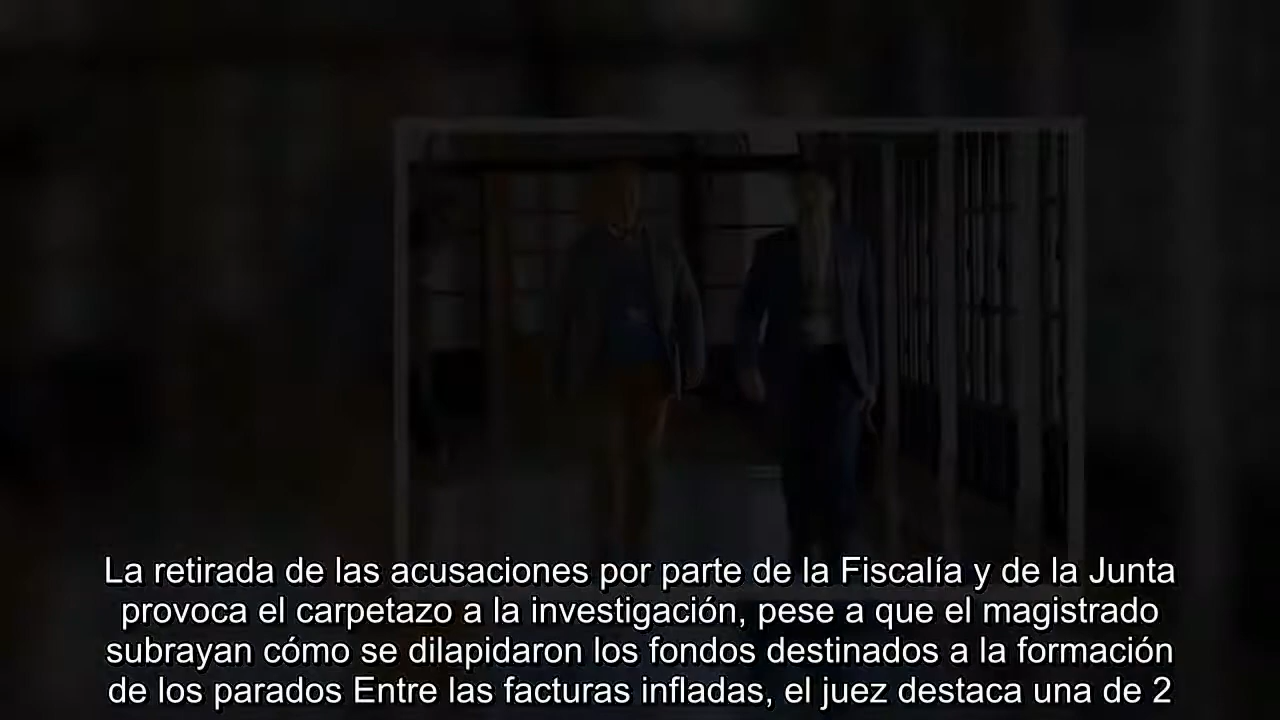 La retirada de las acusaciones por parte de la Fiscalía y de la Junta
provoca el carpetazo a la investigación, pese a que el magistrado
subrayan cómo se dilapidaron los fondos destinados a la formación
de los parados Entre las facturas infladas, el juez destaca una de 2